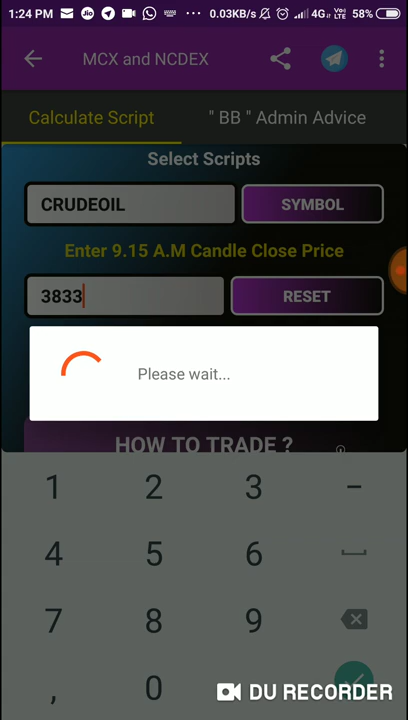 1:24 PM ... 0.03KB/s 4G Vo) LTE 58%
MCX and NCDEX
Calculate Script " BB " Admin Advice
Select Scripts
CRUDEOIL SYMBOL
Enter 9.15 A.M Candle Close Price
3833 RESET
Please wait...
HOW TO TRADE ?
1 2 3 –
4 5 6
7 8 9
, 0
DU RECORDER